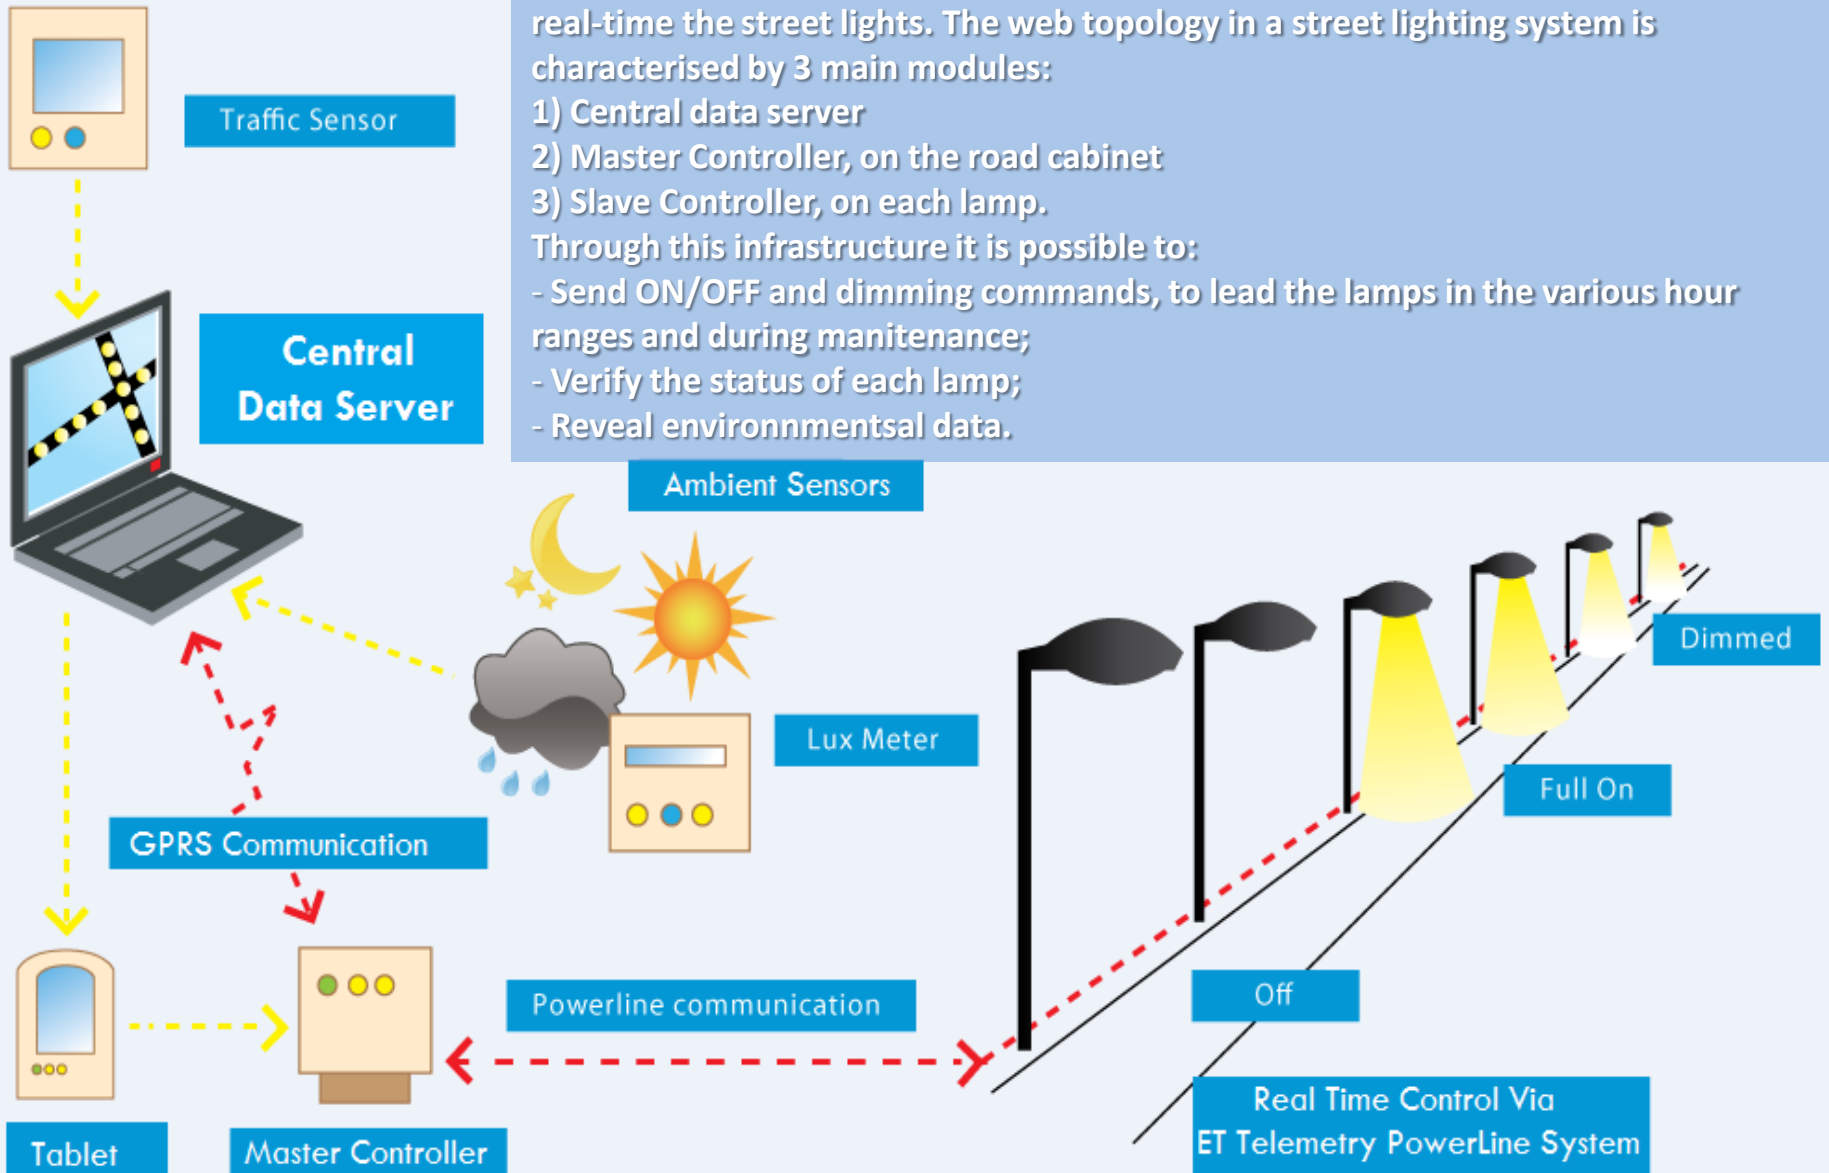 real-time the street lights. The web topology in a street lighting system is
characterised by 3 main modules:
1) Central data server
2) Master Controller, on the road cabinet
3) Slave Controller, on each lamp.
Through this infrastructure it is possible to:
- Send ON/OFF and dimming commands, to lead the lamps in the various hour
ranges and during manitenance;
- Verify the status of each lamp;
- Reveal environnmentsal data.
Traffic Sensor
Central
Data Server
Ambient Sensors
Dimmed
Lux Meter
Full On
GPRS Communication
Powerline communication
Off
Real Time Control Via
ET Telemetry PowerLine System
Tablet
Master Controller